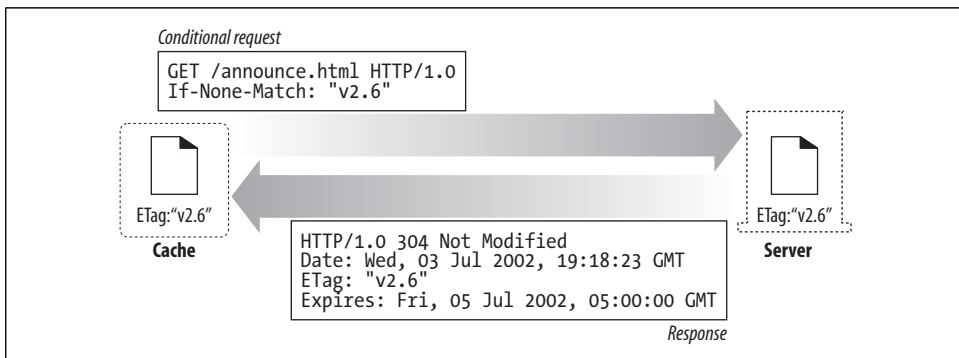 Conditional request
GET /announce.html HTTP/1.0
If-None-Match: "v2.6"
ETag:“v2.6”
Cache
ETag:“v2.6”
Server
HTTP/1.0 304 Not Modified
Date: Wed, 03 Jul 2002, 19:18:23 GMT
ETag: "v2.6"
Expires: Fri, 05 Jul 2002, 05:00:00 GMT
Response